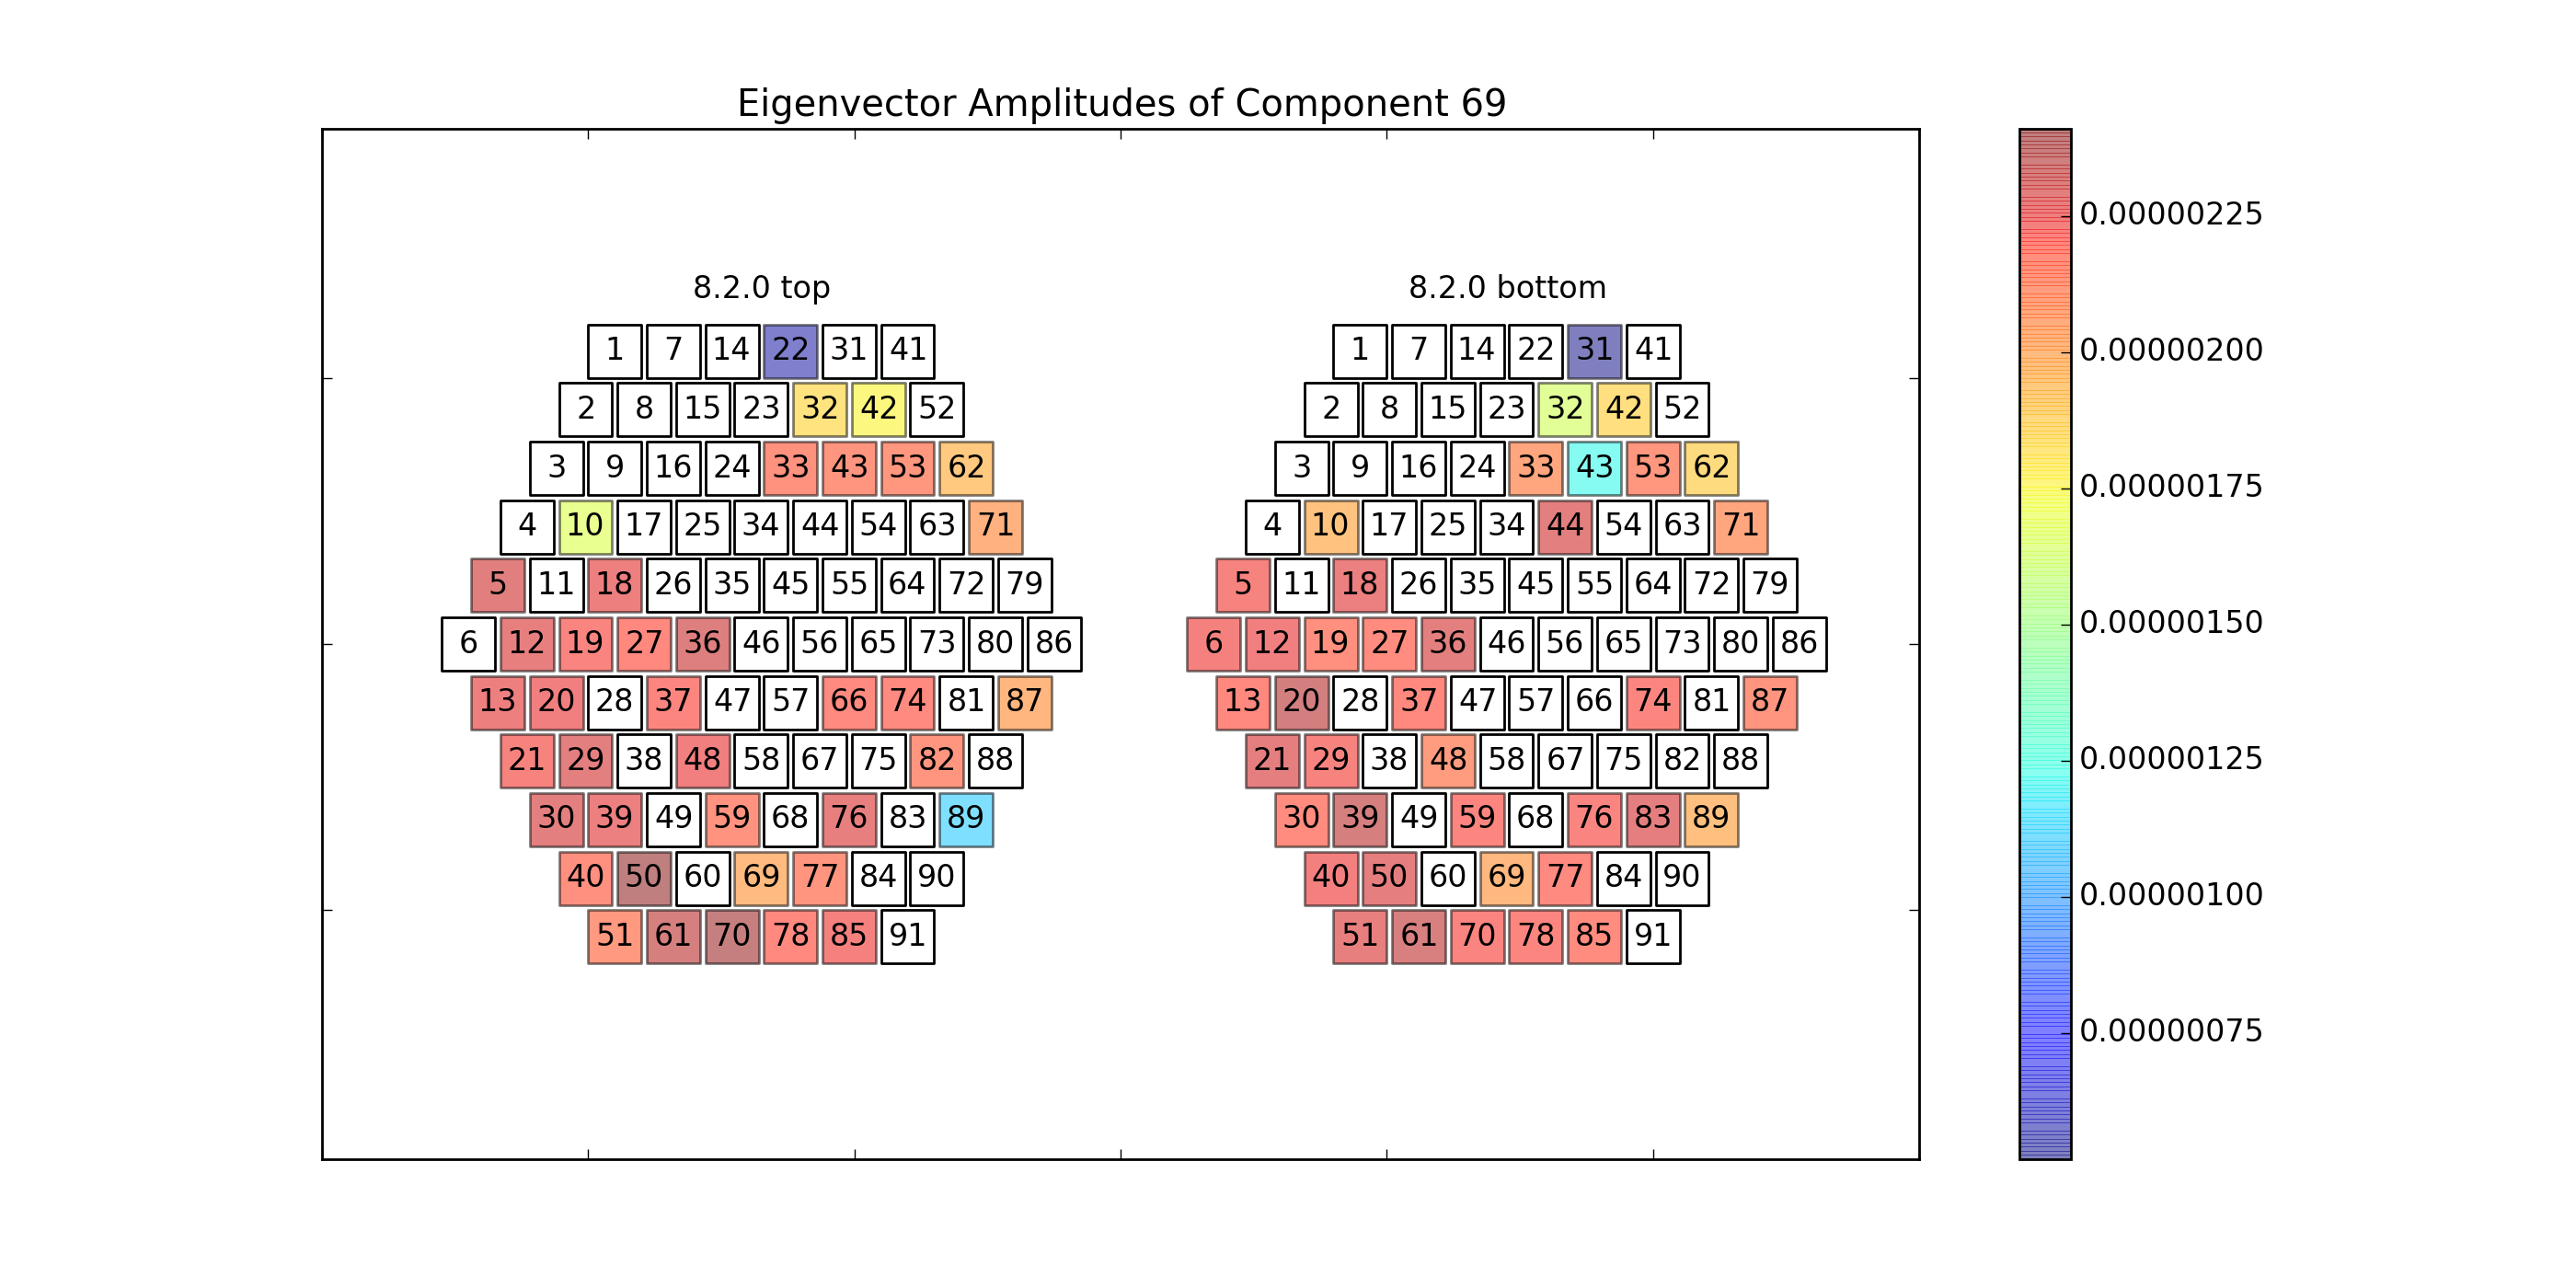 Eigenvector Amplitudes of Component 69
8.2.0 top
1 7 14 22 31 41
2 8 15 23 32 42 52
3 9 16 24 33 43 53 62
4 10 17 25 34 44 54 63 71
5 11 18 26 35 45 55 64 72 79
6 12 19 27 36 46 56 65 73 80 86
13 20 28 37 47 57 66 74 81 87
21 29 38 48 58 67 75 82 88
30 39 49 59 68 76 83 89
40 50 60 69 77 84 90
51 61 70 78 85 91
8.2.0 bottom
1 7 14 22 31 41
2 8 15 23 32 42 52
3 9 16 24 33 43 53 62
4 10 17 25 34 44 54 63 71
5 11 18 26 35 45 55 64 72 79
6 12 19 27 36 46 56 65 73 80 86
13 20 28 37 47 57 66 74 81 87
21 29 38 48 58 67 75 82 88
30 39 49 59 68 76 83 89
40 50 60 69 77 84 90
51 61 70 78 85 91
0.00000225
0.00000200
0.00000175
0.00000150
0.00000125
0.00000100
0.00000075